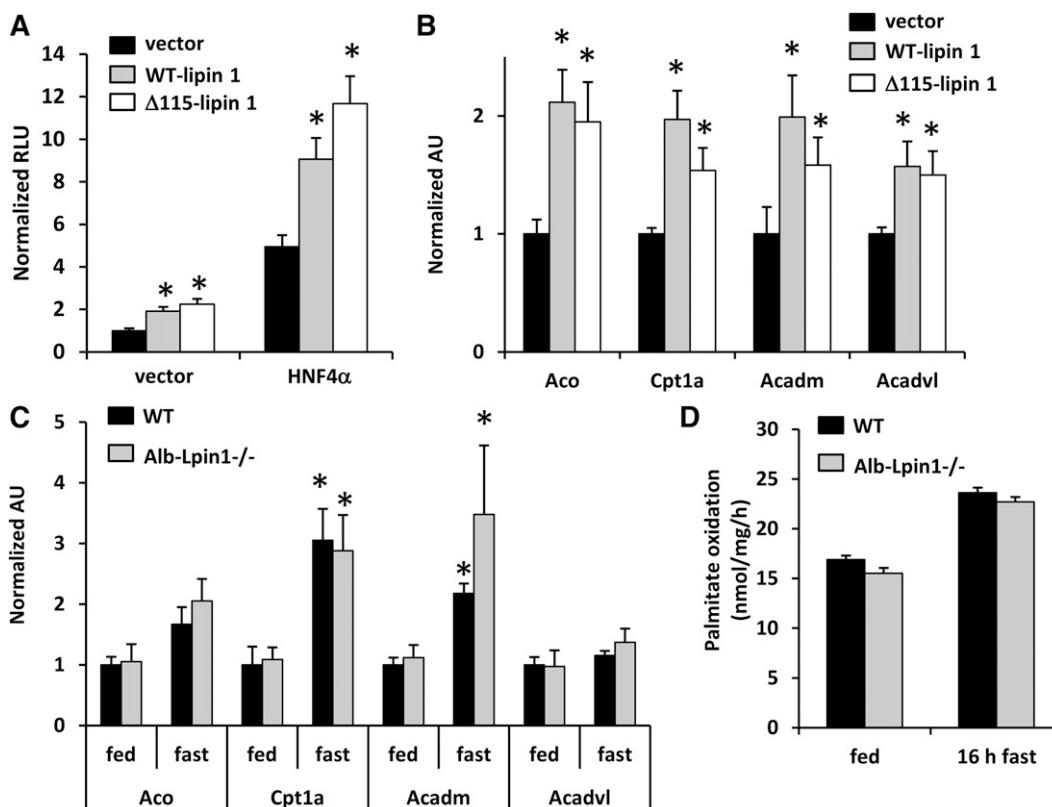 A
vector
WT-lipin 1
Δ115-lipin 1
Normalized RLU
14
12
10
8
6
4
2
0
* * * *
vector HNF4α
B
vector
WT-lipin 1
Δ115-lipin 1
Normalized AU
2
1
0
* * * * * * * *
Aco Cpt1a Acadm Acadvl
C
WT
Alb-Lpin1-/-
Normalized AU
5
4
3
2
1
0
* * * *
fed fast fed fast fed fast fed fast
Aco Cpt1a Acadm Acadvl
D
WT
Alb-Lpin1-/-
Palmitate oxidation
(nmol/mg/h)
30
25
20
15
10
5
0
fed 16 h fast